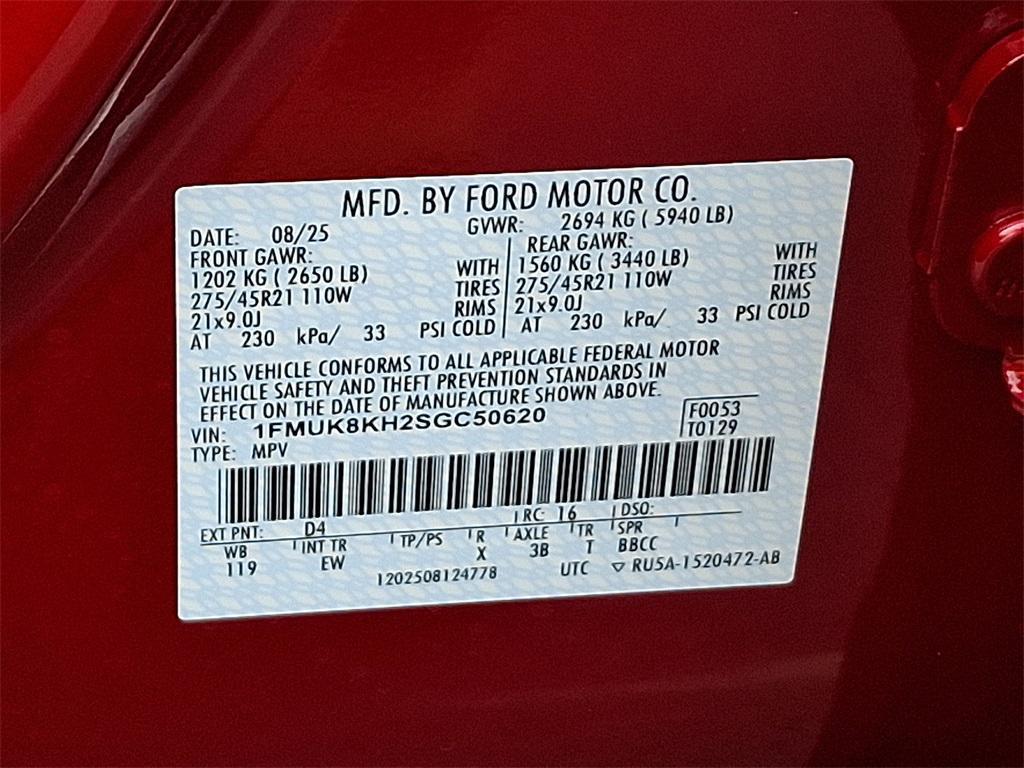 MFD. BY FORD MOTOR CO.
DATE: 08/25 GVWR: 2694 KG ( 5940 LB)
FRONT GAWR: REAR GAWR:
1202 KG ( 2650 LB) WITH 1560 KG ( 3440 LB) WITH
275/45R21 110W TIRES 275/45R21 110W TIRES
21x9.0J RIMS 21x9.0J RIMS
AT 230 kPa/ 33 PSI COLD AT 230 kPa/ 33 PSI COLD
THIS VEHICLE CONFORMS TO ALL APPLICABLE FEDERAL MOTOR
VEHICLE SAFETY AND THEFT PREVENTION STANDARDS IN
EFFECT ON THE DATE OF MANUFACTURE SHOWN ABOVE.
VIN: 1FMUK8KH2SGC50620 F0053
TYPE: MPV T0129
EXT PNT: D4 RC: 16 DSO:
WB INT TR TP/PS R AXLE TR SPR
119 EW X 3B T BBCC
1202508124778 UTC ▽ RU5A-1520472-AB